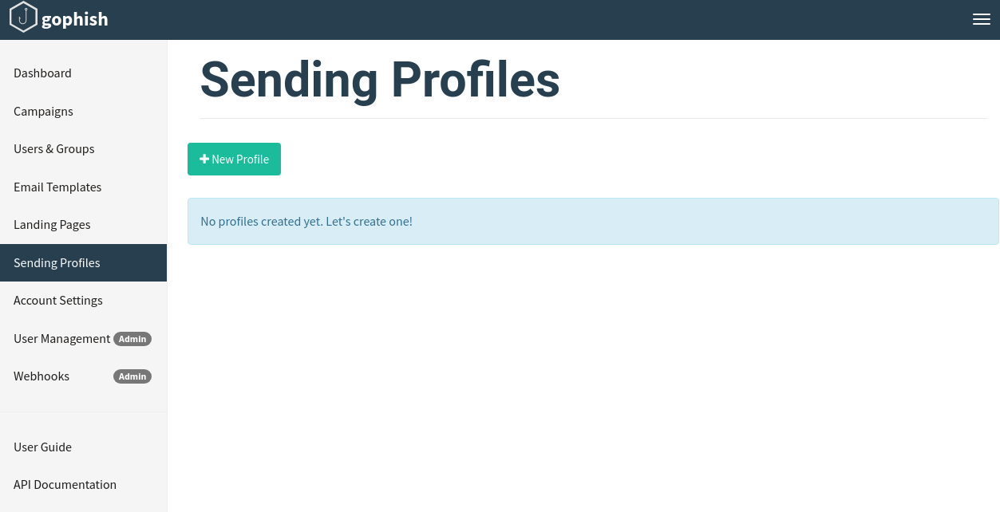 gophish
Dashboard
Campaigns
Users & Groups
Email Templates
Landing Pages
Sending Profiles
Account Settings
User Management Admin
Webhooks Admin
User Guide
API Documentation
Sending Profiles
New Profile
No profiles created yet. Let's create one!